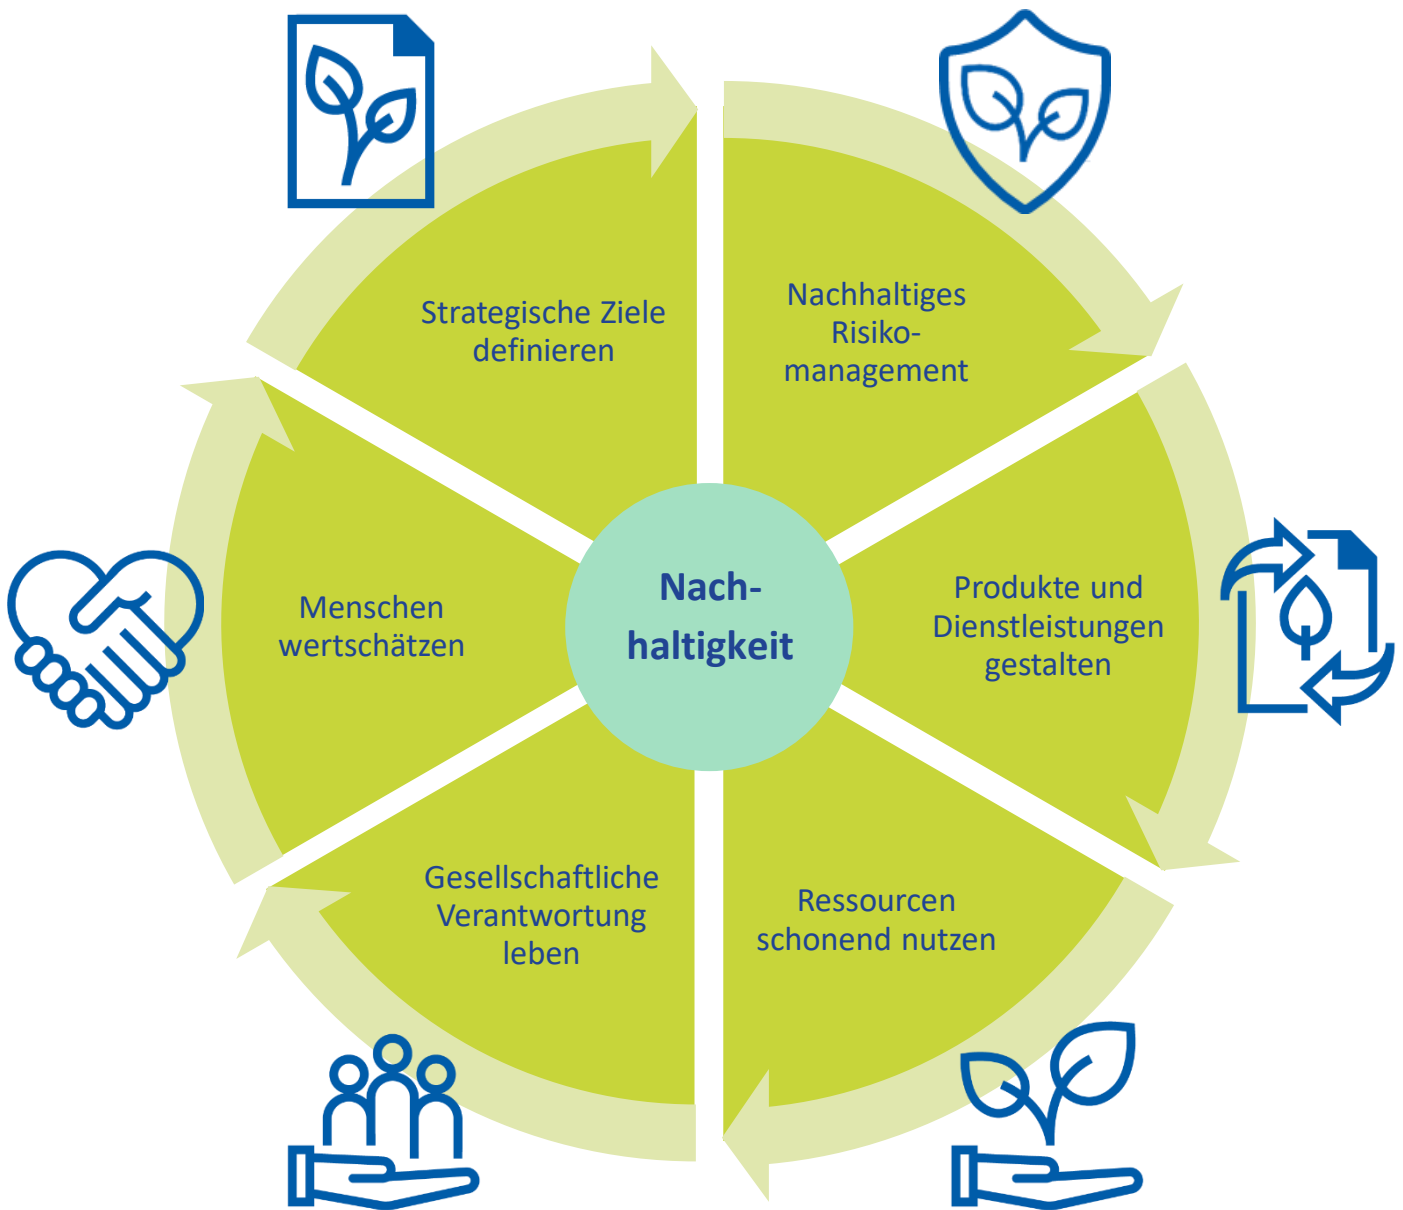 Strategische Ziele
definieren
Nachhaltiges
Risiko-
management
Produkte und
Dienstleistungen
gestalten
Ressourcen
schonend nutzen
Gesellschaftliche
Verantwortung
leben
Menschen
wertschätzen
Nach-
haltigkeit